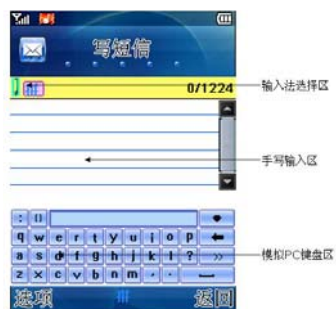 写短信
0/1224
输入法选择区
手写输入区
: ()
q w e r t y u i o p
a s d f g h j k l ? >>
模拟PC键盘区
z x c v b n m
选项 返回